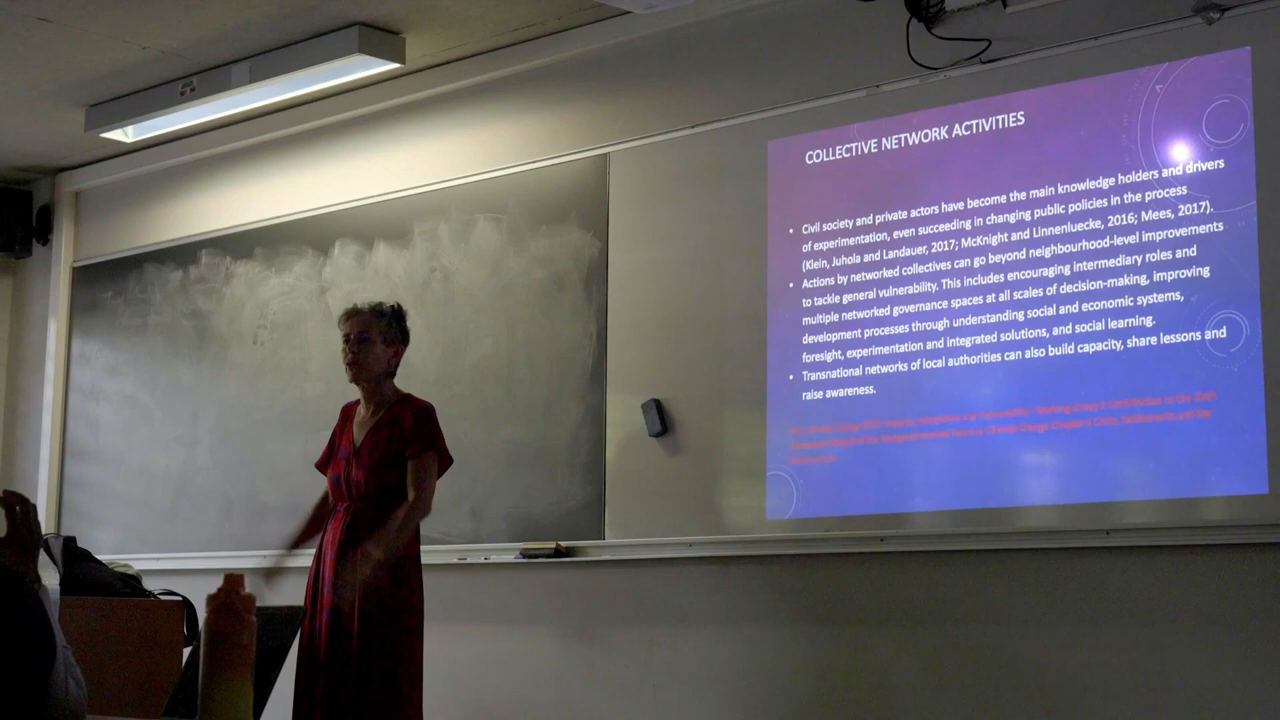 COLLECTIVE NETWORK ACTIVITIES
• Civil society and private actors have become the main knowledge holders and drivers
of experimentation, even succeeding in changing public policies in the process
(Klein, Juhola and Landauer, 2017; McKnight and Linnenluecke, 2016; Mees, 2017).
• Actions by networked collectives can go beyond neighbourhood-level improvements
to tackle general vulnerability. This includes encouraging intermediary roles and
multiple networked governance spaces at all scales of decision-making, improving
development processes through understanding social and economic systems,
foresight, experimentation and integrated solutions, and social learning.
• Transnational networks of local authorities can also build capacity, share lessons and
raise awareness.